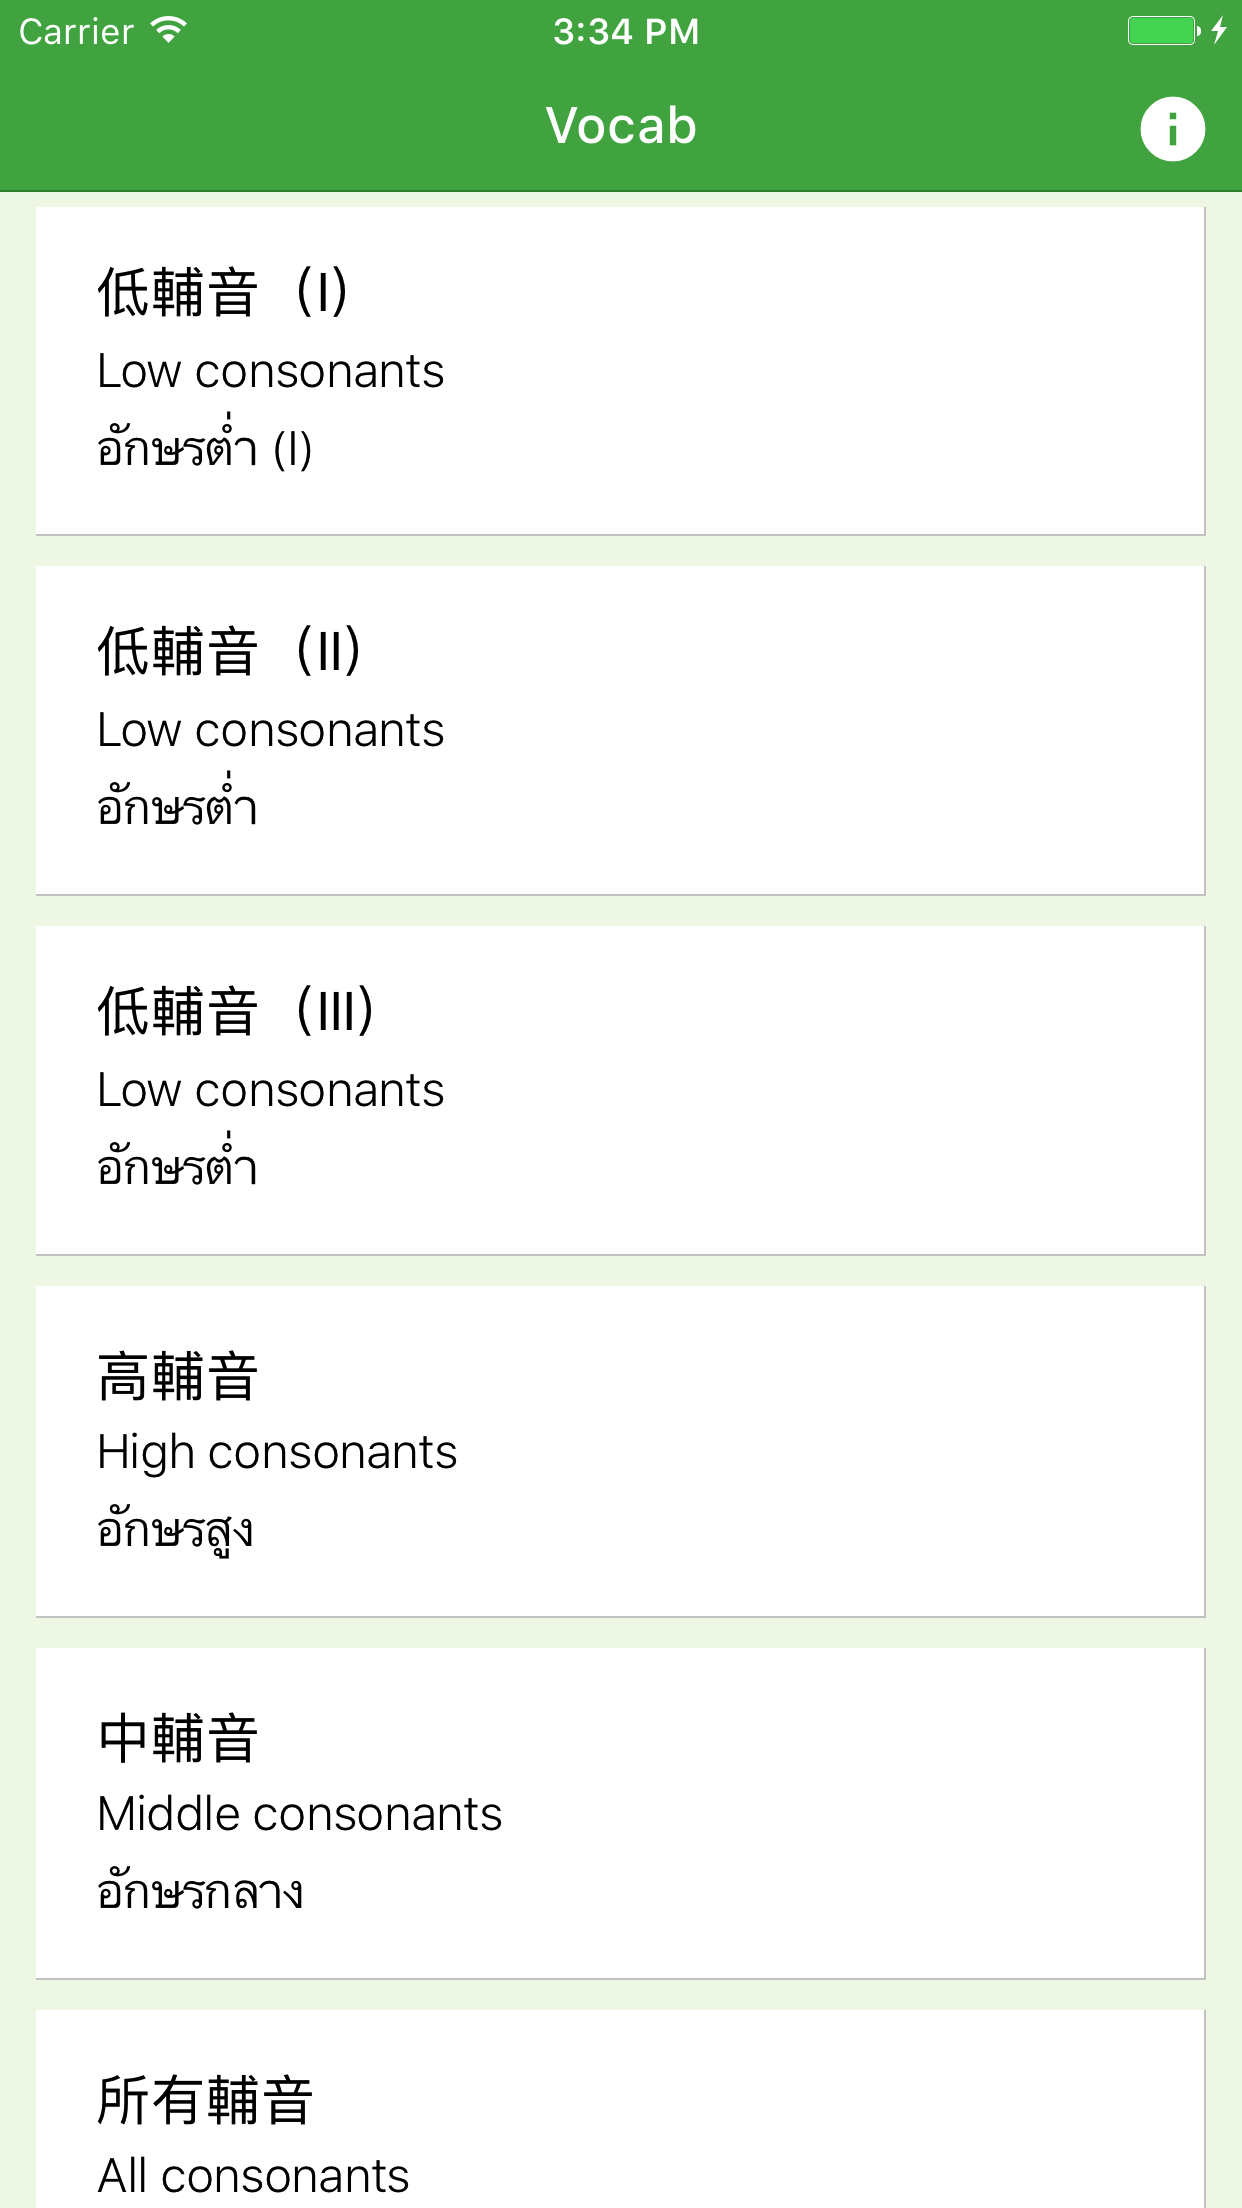 Carrier 3:34 PM
Vocab
低輔音（I）
Low consonants
อักษรต่ำ (I)
低輔音（II）
Low consonants
อักษรต่ำ
低輔音（III）
Low consonants
อักษรต่ำ
高輔音
High consonants
อักษรสูง
中輔音
Middle consonants
อักษรกลาง
所有輔音
All consonants